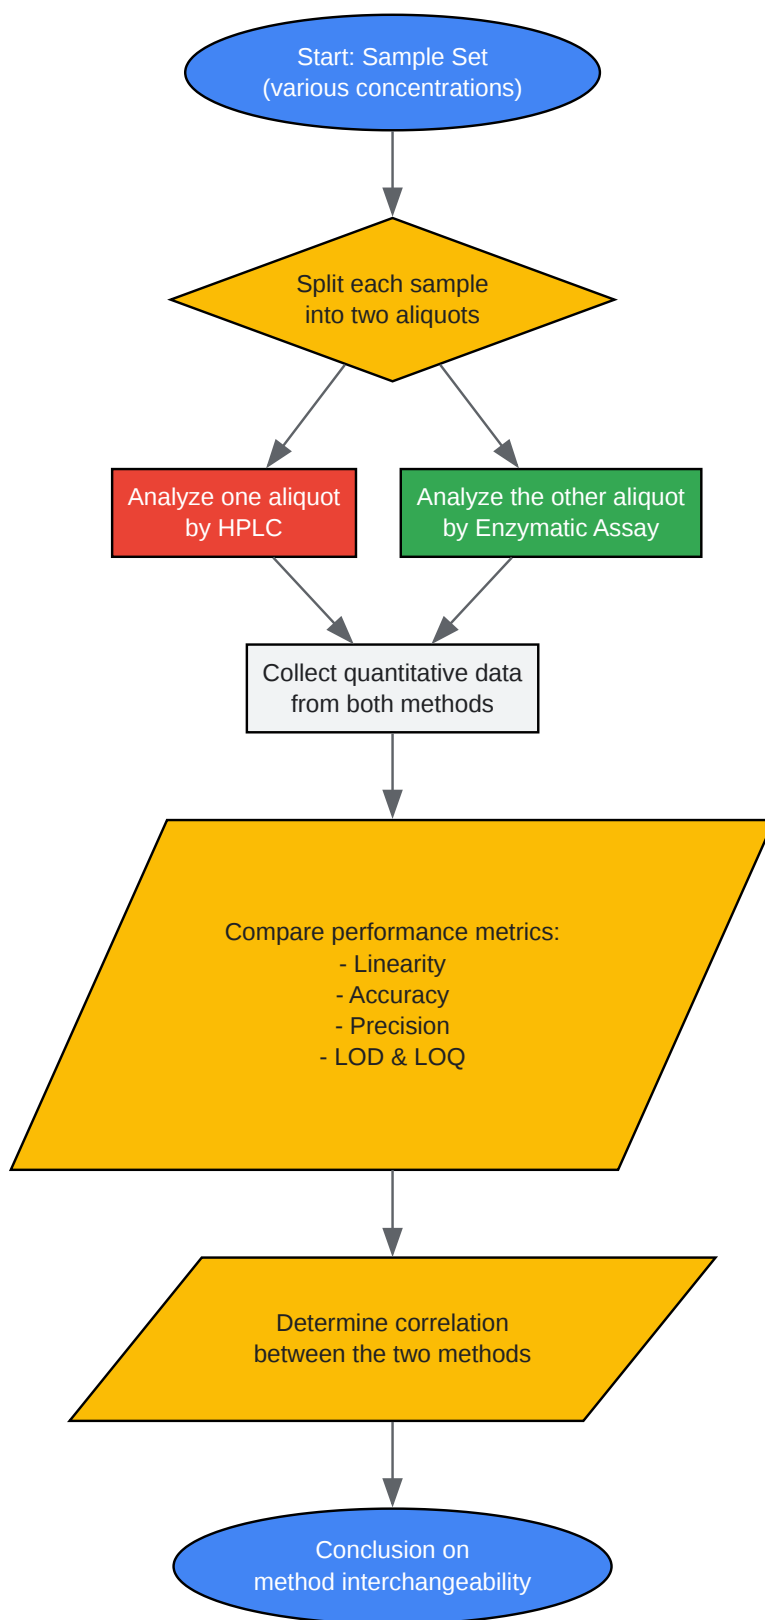 Start: Sample Set
(various concentrations)
Split each sample
into two aliquots
Analyze one aliquot
by HPLC
Analyze the other aliquot
by Enzymatic Assay
Collect quantitative data
from both methods
Compare performance metrics:
- Linearity
- Accuracy
- Precision
- LOD & LOQ
Determine correlation
between the two methods
Conclusion on
method interchangeability